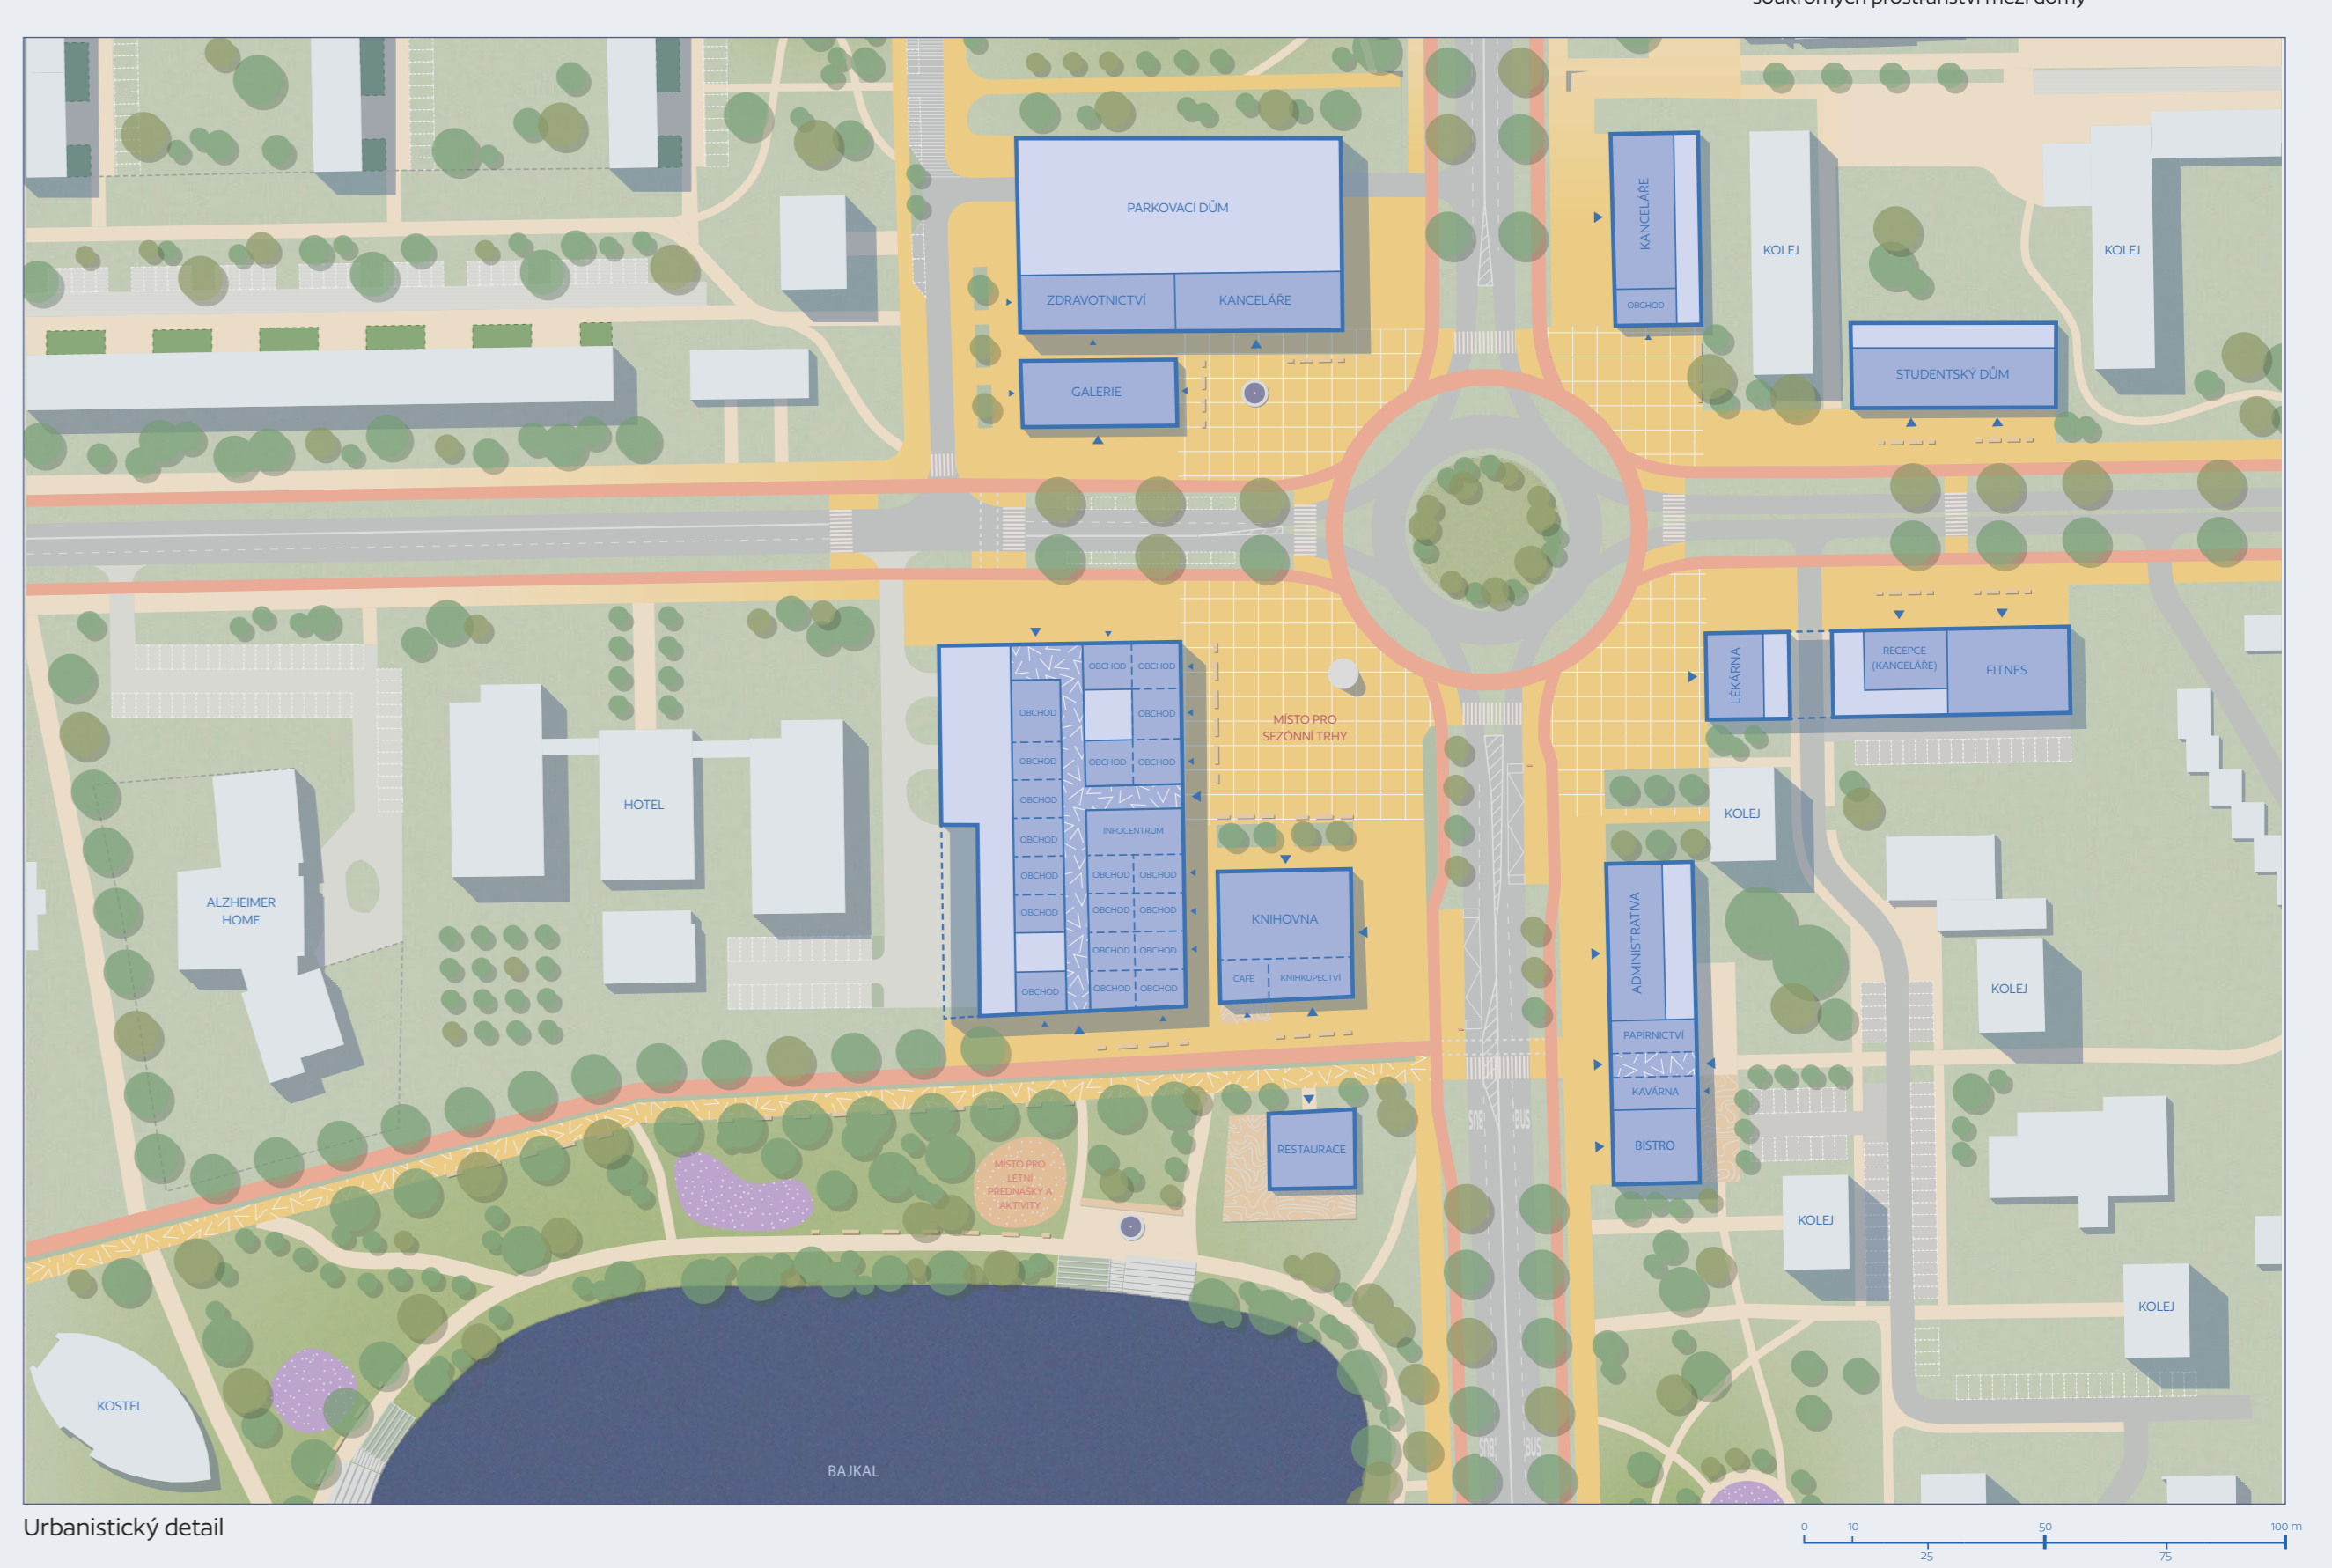 soukromých prostranství mezi domy
PARKOVACÍ DŮM
ZDRAVOTNICTVÍ
KANCELÁŘE
GALERIE
KANCELÁŘE
OBCHOD
KOLEJ
KOLEJ
STUDENTSKÝ DŮM
LÉKÁRNA
RECEPCE
(KANCELÁŘE)
FITNES
OBCHOD
OBCHOD
OBCHOD
OBCHOD
OBCHOD
OBCHOD
OBCHOD
OBCHOD
OBCHOD
INFOCENTRUM
OBCHOD
OBCHOD
OBCHOD
OBCHOD
OBCHOD
OBCHOD
OBCHOD
OBCHOD
OBCHOD
OBCHOD
OBCHOD
OBCHOD
MÍSTO PRO
SEZÓNNÍ TRHY
HOTEL
ALZHEIMER
HOME
KNIHOVNA
CAFE
KNIHKUPECTVÍ
KOLEJ
ADMINISTRATIVA
PAPÍRNICTVÍ
KAVÁRNA
BISTRO
KOLEJ
BUS
BUS
RESTAURACE
MÍSTO PRO
LETNÍ
PŘEDNÁŠKY A
AKTIVITY
KOLEJ
KOLEJ
KOSTEL
BAJKAL
BUS
BUS
Urbanistický detail
0
10
25
50
75
100 m